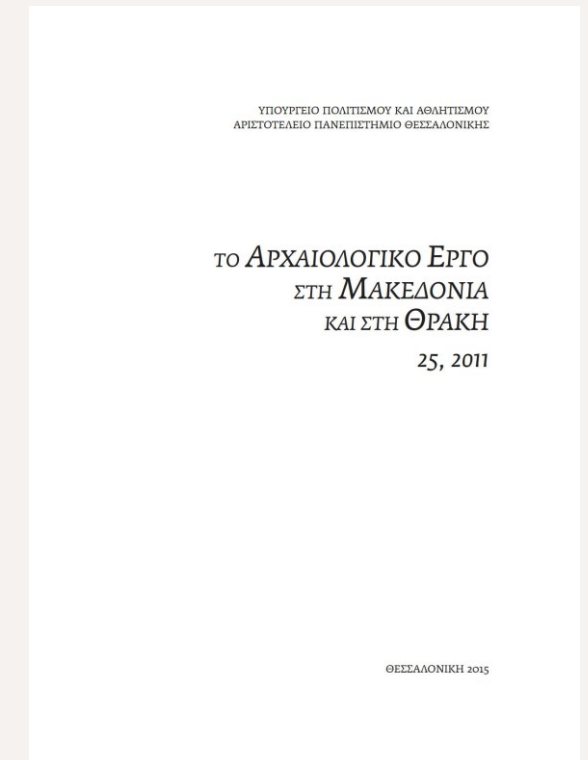 ΥΠΟΥΡΓΕΙΟ ΠΟΛΙΤΙΣΜΟΥ ΚΑΙ ΑΘΛΗΤΙΣΜΟΥ
ΑΡΙΣΤΟΤΕΛΕΙΟ ΠΑΝΕΠΙΣΤΗΜΙΟ ΘΕΣΣΑΛΟΝΙΚΗΣ
ΤΟ ΑΡΧΑΙΟΛΟΓΙΚΟ ΕΡΓΟ
ΣΤΗ ΜΑΚΕΔΟΝΙΑ
ΚΑΙ ΣΤΗ ΘΡΑΚΗ
25, 2011
ΘΕΣΣΑΛΟΝΙΚΗ 2015